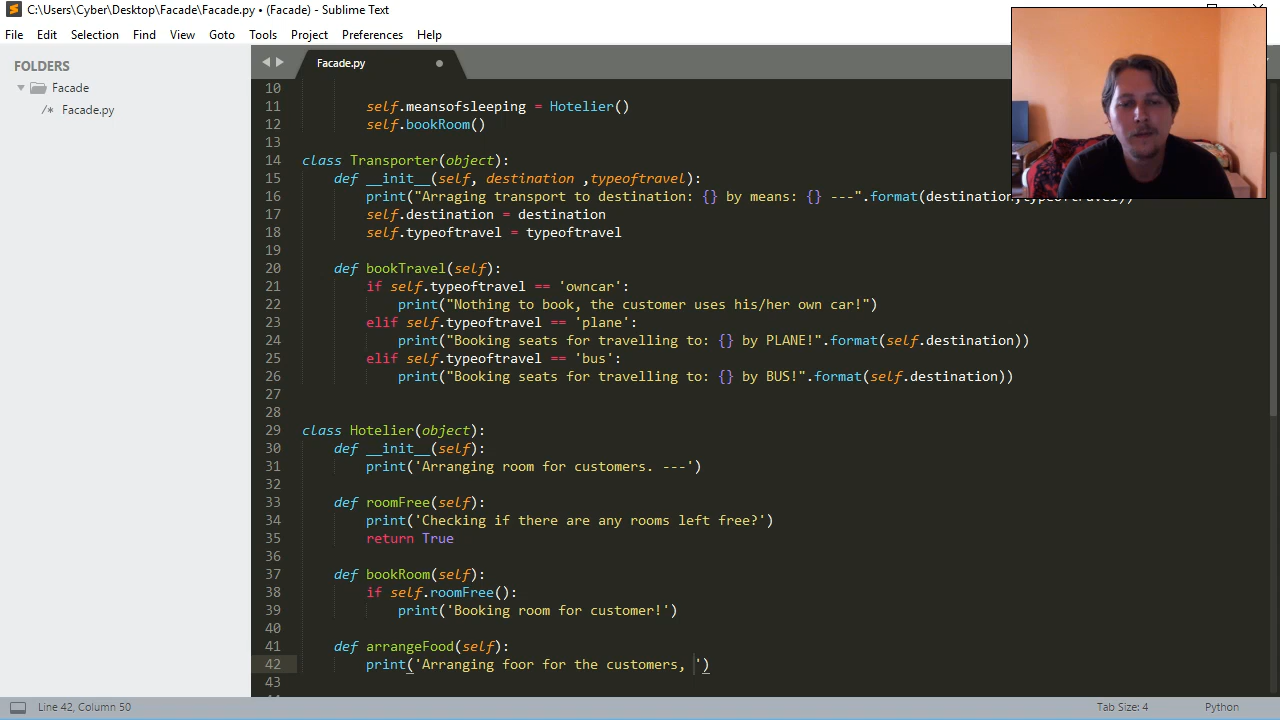 C:\Users\Cyber\Desktop\Facade\Facade.py • (Facade) - Sublime Text
File Edit Selection Find View Goto Tools Project Preferences Help
FOLDERS
Facade
/* Facade.py
Facade.py
10
11 self.meansofsleeping = Hotelier()
12 self.bookRoom()
13
14 class Transporter(object):
15 def __init__(self, destination ,typeoftravel):
16 print("Arraging transport to destination: {} by means: {} ---".format(destination,typeoftravel))
17 self.destination = destination
18 self.typeoftravel = typeoftravel
19
20 def bookTravel(self):
21 if self.typeoftravel == 'owncar':
22 print("Nothing to book, the customer uses his/her own car!")
23 elif self.typeoftravel == 'plane':
24 print("Booking seats for travelling to: {} by PLANE!".format(self.destination))
25 elif self.typeoftravel == 'bus':
26 print("Booking seats for travelling to: {} by BUS!".format(self.destination))
27
28
29 class Hotelier(object):
30 def __init__(self):
31 print('Arranging room for customers. ---')
32
33 def roomFree(self):
34 print('Checking if there are any rooms left free?')
35 return True
36
37 def bookRoom(self):
38 if self.roomFree():
39 print('Booking room for customer!')
40
41 def arrangeFood(self):
42 print('Arranging foor for the customers, ')
43
Line 42, Column 50
Tab Size: 4
Python